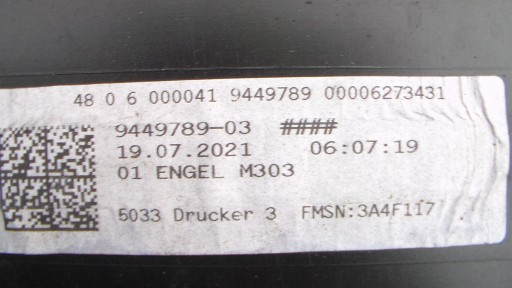 48 0 6 000041 9449789 00006273431
9449789-03 ####
19.07.2021 06:07:19
01 ENGEL M303
5033 Drucker 3 FMSN:3A4F117